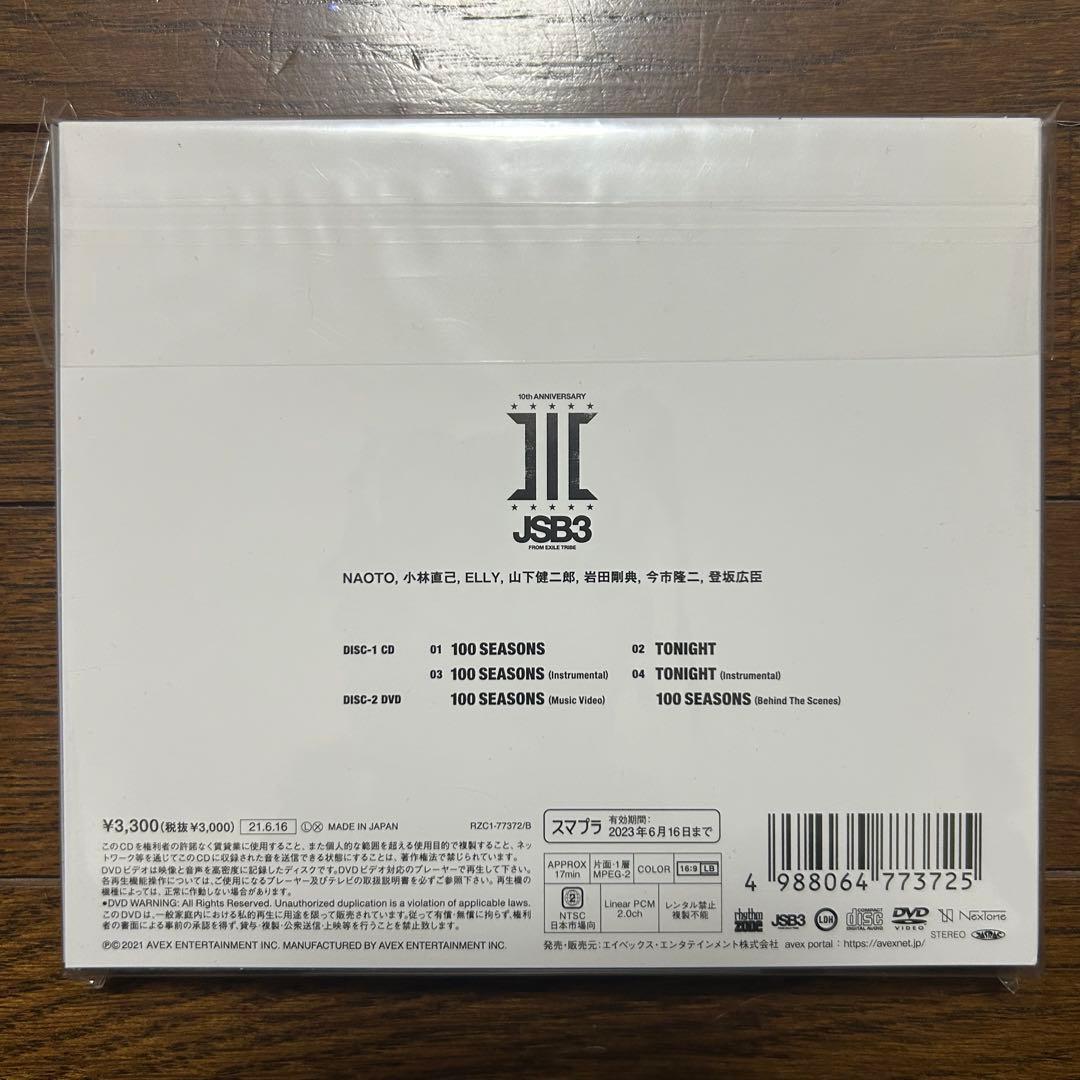 10th ANNIVERSARY
JSB3
FROM EXILE TRIBE
NAOTO, 小林直己, ELLY, 山下健二郎, 岩田剛典, 今市隆二, 登坂広臣
DISC-1 CD 01 100 SEASONS 02 TONIGHT
03 100 SEASONS (Instrumental) 04 TONIGHT (Instrumental)
DISC-2 DVD 100 SEASONS (Music Video) 100 SEASONS (Behind The Scenes)
¥3,300(税抜¥3,000) 21.6.16 Ⓛⓧ MADE IN JAPAN RZC1-77372/B
このCDを権利者の許諾なく賃貸業に使用すること、また個人的な範囲を超える使用目的で複製すること、ネッ
トワーク等を通じてこのCDに収録された音を送信できる状態にすることは、著作権法で禁じられています。
DVDビデオは映像と音声を高密度に記録したディスクです。DVDビデオ対応のプレーヤーで再生して下さい。
各再生機能操作については、ご使用になるプレーヤー及びテレビの取扱説明書を必ずご参照下さい。再生機の
機種によっては、正常に作動しない場合があります。
●DVD WARNING: All Rights Reserved. Unauthorized duplication is a violation of applicable laws.
このDVDは、一般家庭内における私的再生に用途を限って販売されています。従って有償・無償に拘らず、権利
者の書面による事前の承諾を得ず、貸与・複製・公衆送信・上映等を行うことを禁止致します。
ⓅⒸ2021 AVEX ENTERTAINMENT INC. MANUFACTURED BY AVEX ENTERTAINMENT INC.
スマプラ 有効期間:
2023年6月16日まで
APPROX
17min
片面・1層
MPEG-2
COLOR
16:9 LB
2
NTSC
日本市場向
Linear PCM
2.0ch
レンタル禁止
複製不能
4 988064 773725
rhythm
zone
JSB3
LDH
COMPACT
disc
DIGITAL AUDIO
DVD
VIDEO
NexTone
STEREO
JASRAC
発売・販売元:エイベックス・エンタテインメント株式会社 avex portal : https://avexnet.jp/